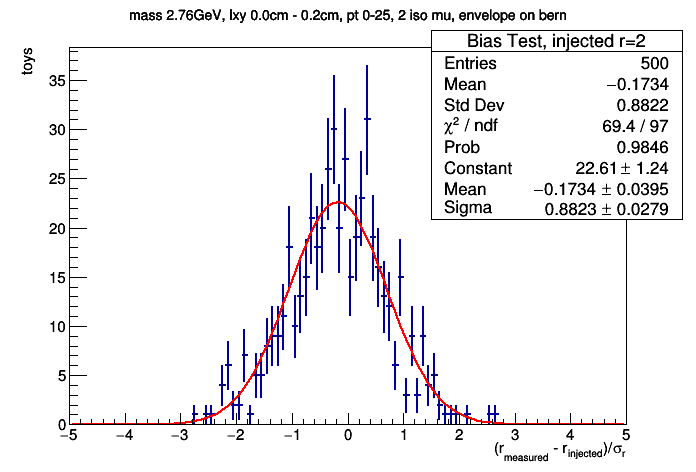 mass 2.76GeV, lxy 0.0cm - 0.2cm, pt 0-25, 2 iso mu, envelope on bern
toys
Bias Test, injected r=2
Entries 500
Mean −0.1734
Std Dev 0.8822
χ² / ndf 69.4 / 97
Prob 0.9846
Constant 22.61 ± 1.24
Mean −0.1734 ± 0.0395
Sigma 0.8823 ± 0.0279
35
30
25
20
15
10
5
0
−5 −4 −3 −2 −1 0 1 2 3 4 5
(r_measured - r_injected)/σ_r